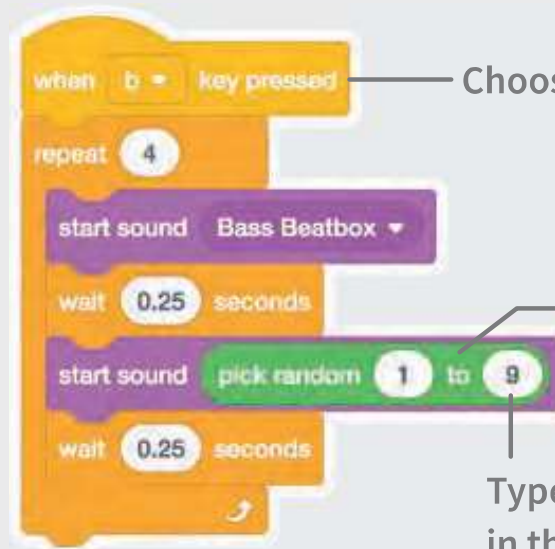 when b key pressed
Choos
repeat 4
start sound Bass Beatbox
wait 0.25 seconds
start sound pick random 1 to 9
wait 0.25 seconds
Type
in th